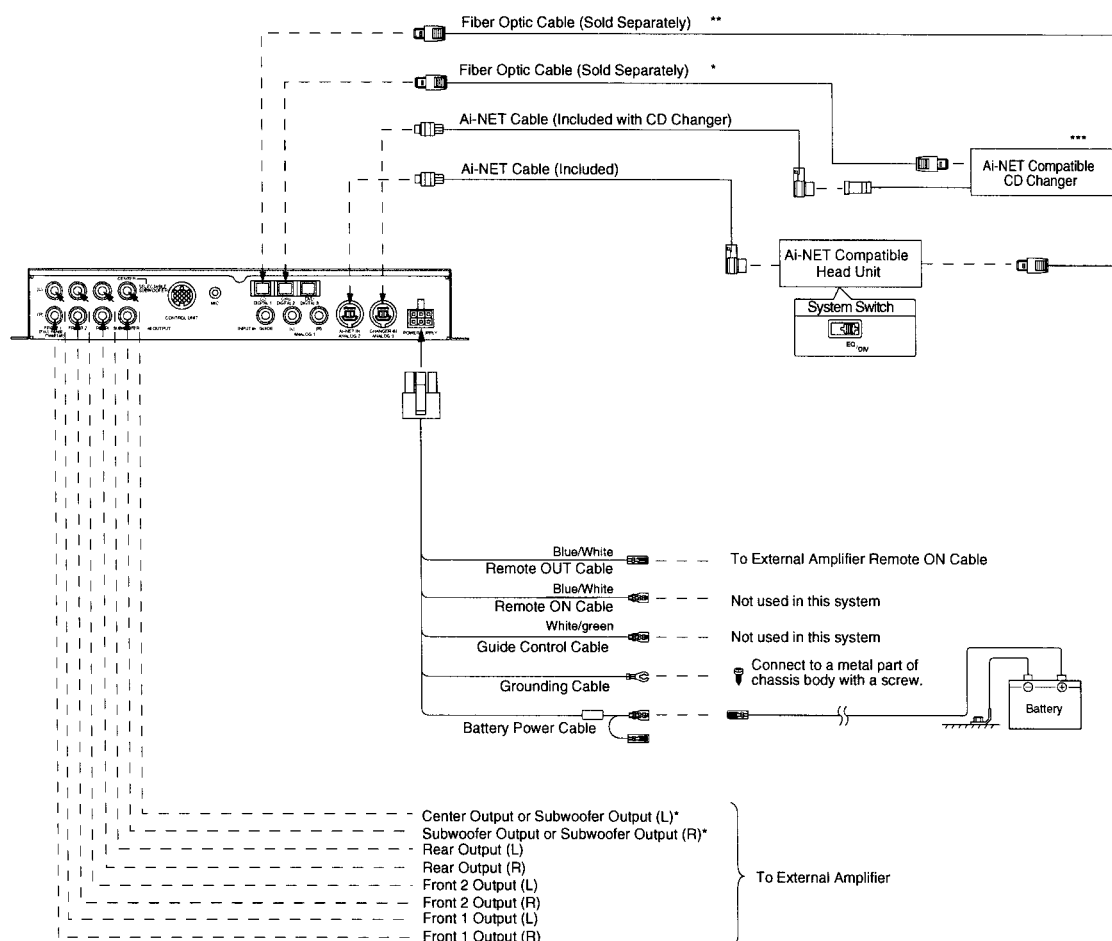 Fiber Optic Cable (Sold Separately) **
Fiber Optic Cable (Sold Separately) *
Ai-NET Cable (Included with CD Changer)
Ai-NET Cable (Included)
***
Ai-NET Compatible
CD Changer
Ai-NET Compatible
Head Unit
System Switch
EQ/DIV
CONTROL UNIT
MIC
DIGITAL 1
DIGITAL 2
DIGITAL 3
ANALOG 1
Ai-NET IN
ANALOG 2
CHANGER IN
ANALOG 3
POWER SUPPLY
Blue/White
Remote OUT Cable
To External Amplifier Remote ON Cable
Blue/White
Remote ON Cable
Not used in this system
White/green
Guide Control Cable
Not used in this system
Grounding Cable
Connect to a metal part of
chassis body with a screw.
Battery Power Cable
Battery
Center Output or Subwoofer Output (L)*
Subwoofer Output or Subwoofer Output (R)*
Rear Output (L)
Rear Output (R)
Front 2 Output (L)
Front 2 Output (R)
Front 1 Output (L)
Front 1 Output (R)
To External Amplifier